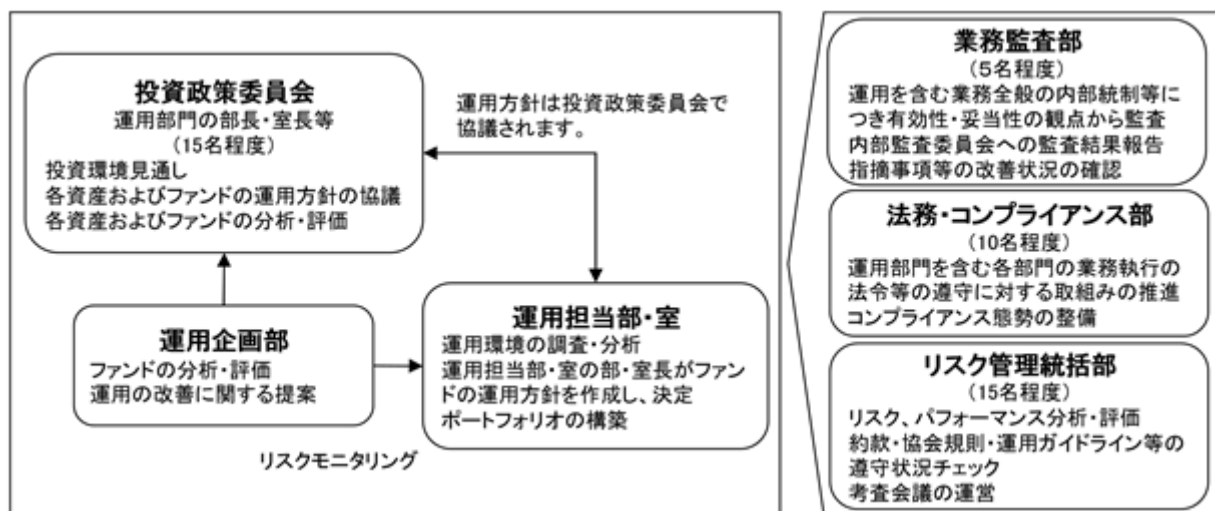 投資政策委員会
運用部門の部長・室長等
（15名程度）
投資環境見通し
各資産およびファンドの運用方針の協議
各資産およびファンドの分析・評価
運用方針は投資政策委員会で
協議されます。
運用企画部
ファンドの分析・評価
運用の改善に関する提案
運用担当部・室
運用環境の調査・分析
運用担当部・室の部・室長がファン
ドの運用方針を作成し、決定
ポートフォリオの構築
リスクモニタリング
業務監査部
（5名程度）
運用を含む業務全般の内部統制等に
つき有効性・妥当性の観点から監査
内部監査委員会への監査結果報告
指摘事項等の改善状況の確認
法務・コンプライアンス部
（10名程度）
運用部門を含む各部門の業務執行の
法令等の遵守に対する取組みの推進
コンプライアンス態勢の整備
リスク管理統括部
（15名程度）
リスク、パフォーマンス分析・評価
約款・協会規則・運用ガイドライン等の
遵守状況チェック
考査会議の運営